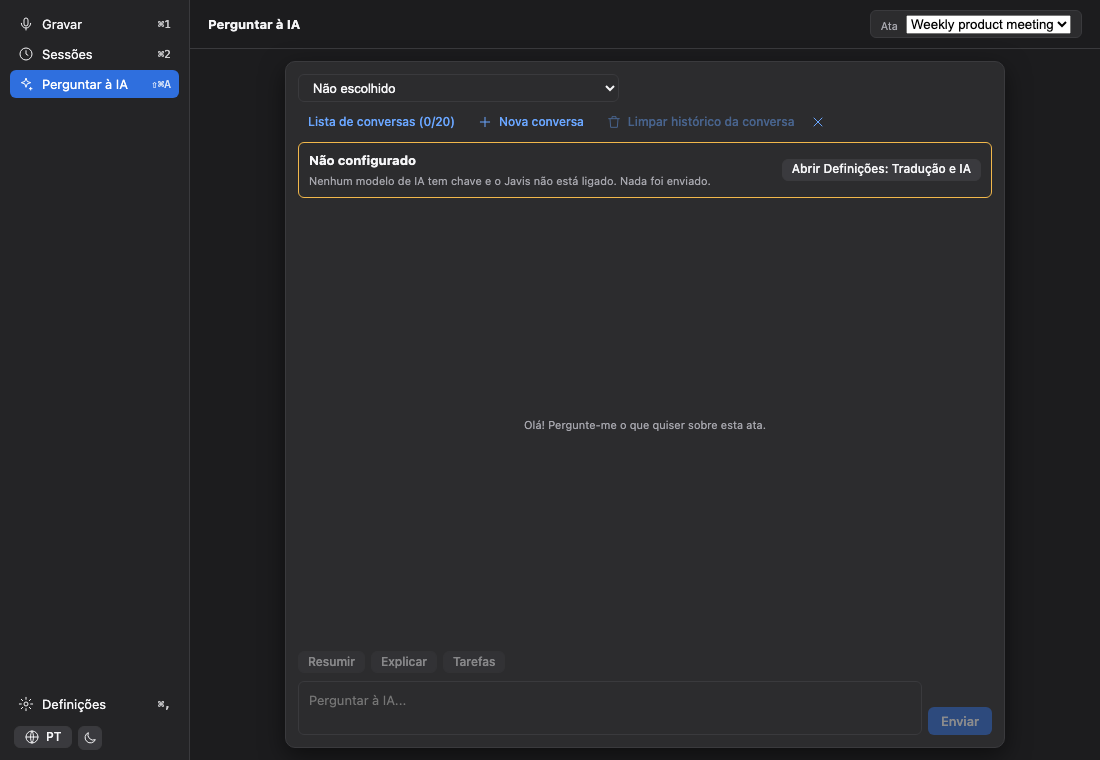 Gravar ⌘1
Sessões ⌘2
Perguntar à IA ⇧⌘A
Perguntar à IA
Ata Weekly product meeting
Não escolhido
Lista de conversas (0/20) Nova conversa Limpar histórico da conversa
Não configurado
Nenhum modelo de IA tem chave e o Javis não está ligado. Nada foi enviado.
Abrir Definições: Tradução e IA
Olá! Pergunte-me o que quiser sobre esta ata.
Resumir Explicar Tarefas
Perguntar à IA...
Enviar
Definições ⌘,
PT